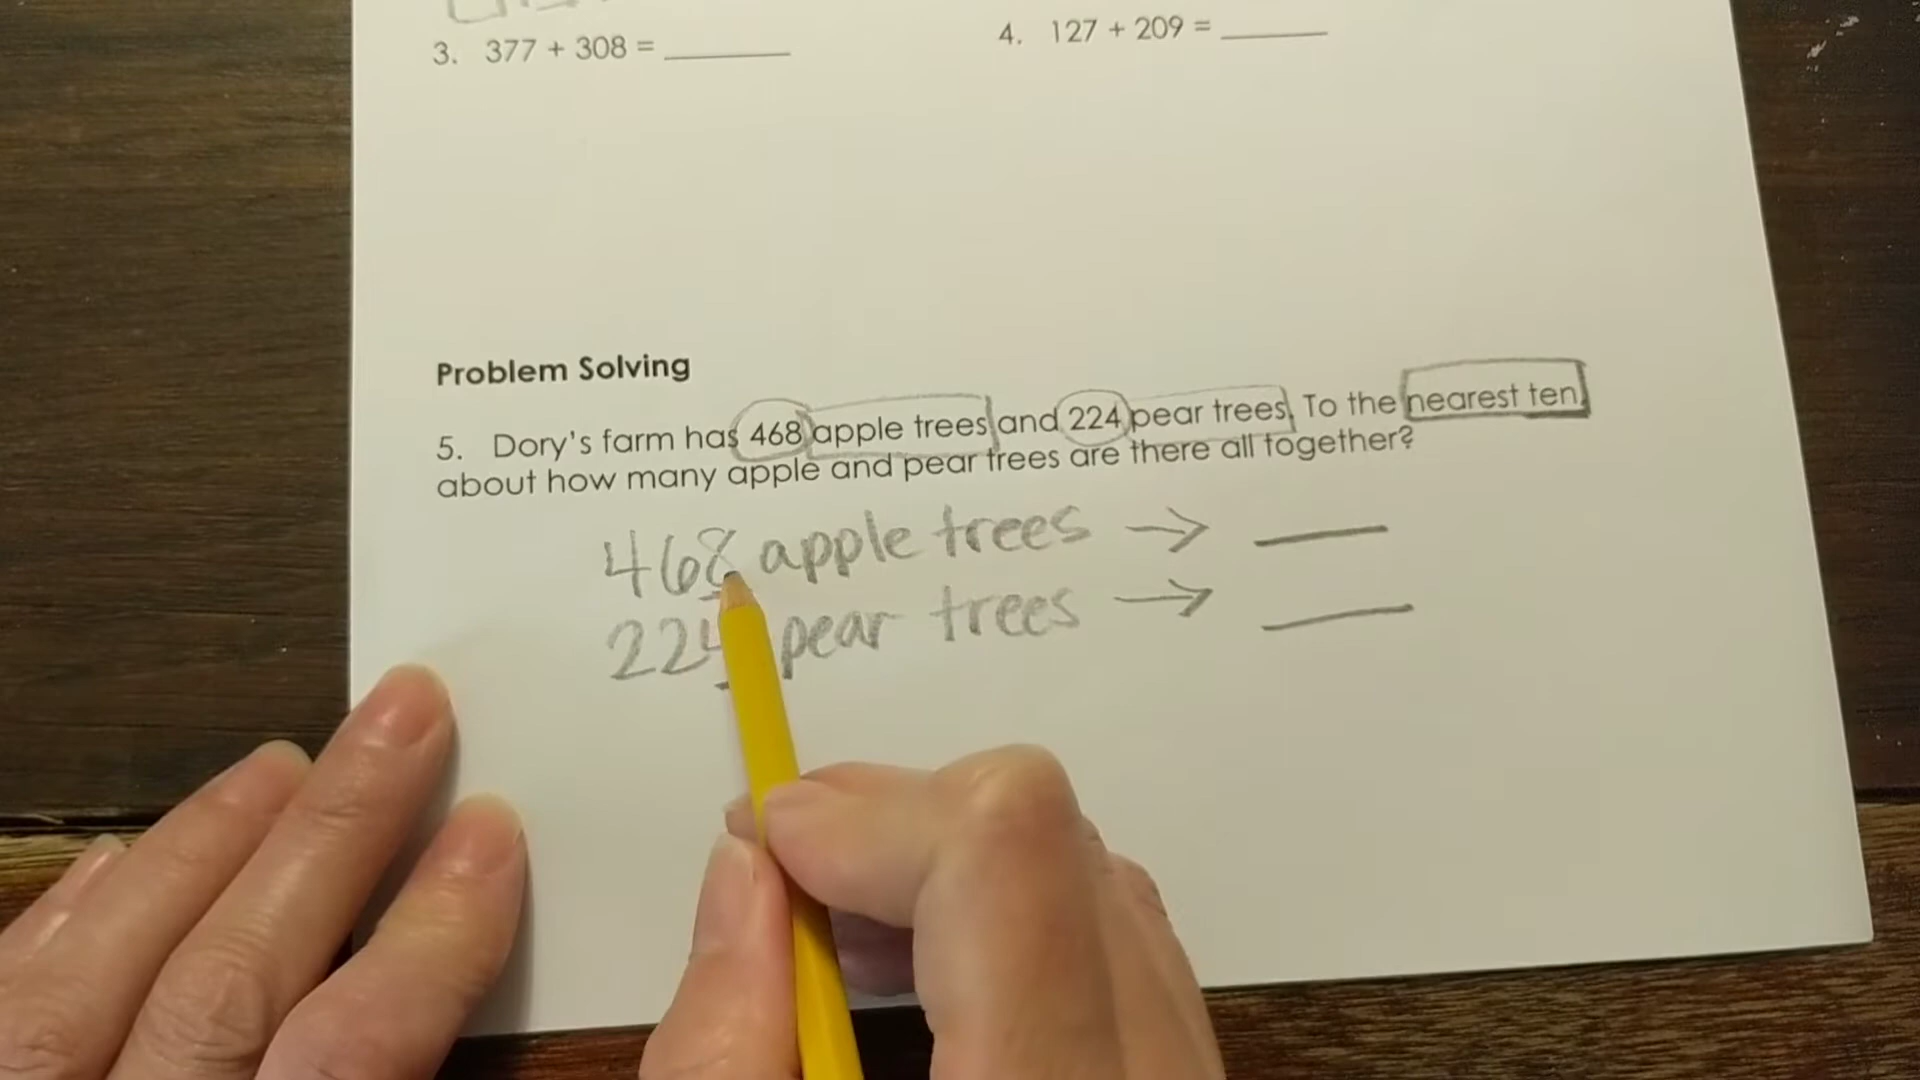 3. 377 + 308 = ______
4. 127 + 209 = ______
Problem Solving
5. Dory's farm has 468 apple trees and 224 pear trees. To the nearest ten,
about how many apple and pear trees are there all together?
468 apple trees → ____
224 pear trees → ____